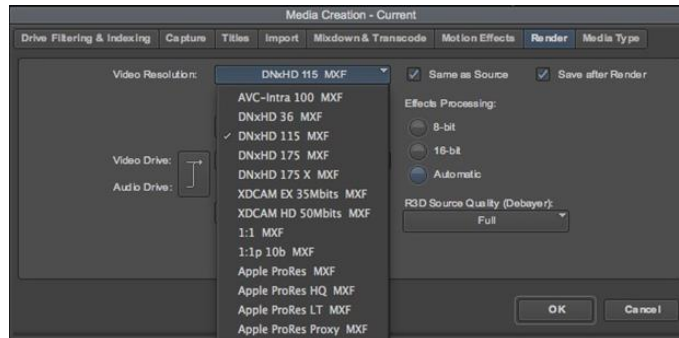 Media Creation - Current
Drive Filtering & Indexing Capture Titles Import Mixdown & Transcode Motion Effects Render Media Type
Video Resolution: DNxHD 115 MXF Same as Source Save after Render
AVC-Intra 100 MXF
Effects Processing:
DNxHD 36 MXF
8-bit
✓ DNxHD 115 MXF
16-bit
DNxHD 175 MXF
Video Drive:
DNxHD 175 X MXF
Automatic
Audio Drive:
XDCAM EX 35Mbits MXF
R3D Source Quality (Debayer):
XDCAM HD 50Mbits MXF
Full
1:1 MXF
1:1p 10b MXF
Apple ProRes MXF
Apple ProRes HQ MXF
Apple ProRes LT MXF
OK Cancel
Apple ProRes Proxy MXF